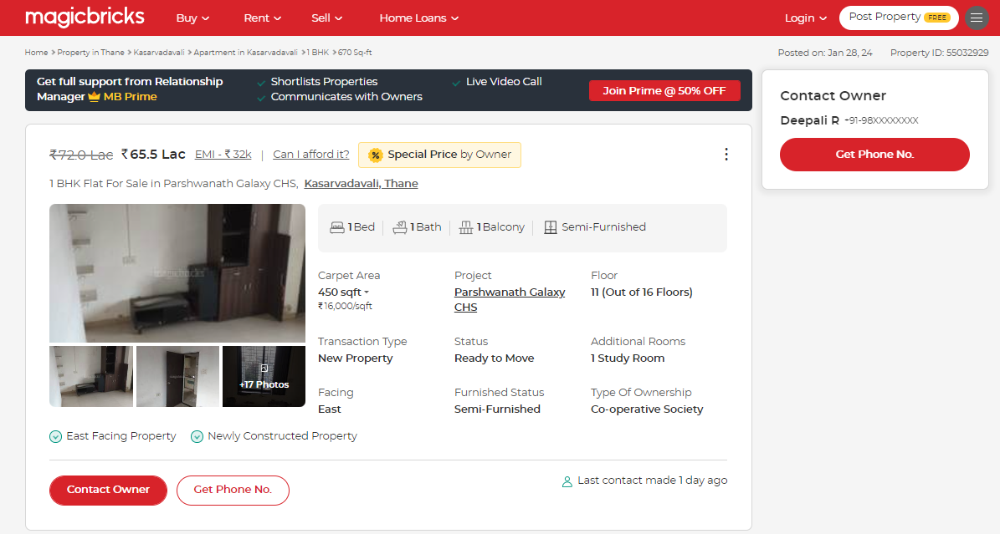 magicbricks
Buy
Rent
Sell
Home Loans
Login
Post Property FREE
Home > Property in Thane > Kasarvadavali > Apartment in Kasarvadavali > 1 BHK > 670 Sq-ft
Posted on: Jan 28, 24
Property ID: 55032929
Get full support from Relationship
Manager MB Prime
Shortlists Properties
Communicates with Owners
Live Video Call
Join Prime @ 50% OFF
Contact Owner
Deepali R +91-98XXXXXXXX
Get Phone No.
₹72.0 Lac ₹65.5 Lac EMI - ₹ 32k | Can I afford it? Special Price by Owner
1 BHK Flat For Sale in Parshwanath Galaxy CHS, Kasarvadavali, Thane
magicbricks
+17 Photos
1 Bed
1 Bath
1 Balcony
Semi-Furnished
Carpet Area
450 sqft
₹16,000/sqft
Project
Parshwanath Galaxy
CHS
Floor
11 (Out of 16 Floors)
Transaction Type
New Property
Status
Ready to Move
Additional Rooms
1 Study Room
Facing
East
Furnished Status
Semi-Furnished
Type Of Ownership
Co-operative Society
East Facing Property
Newly Constructed Property
Contact Owner
Get Phone No.
Last contact made 1 day ago